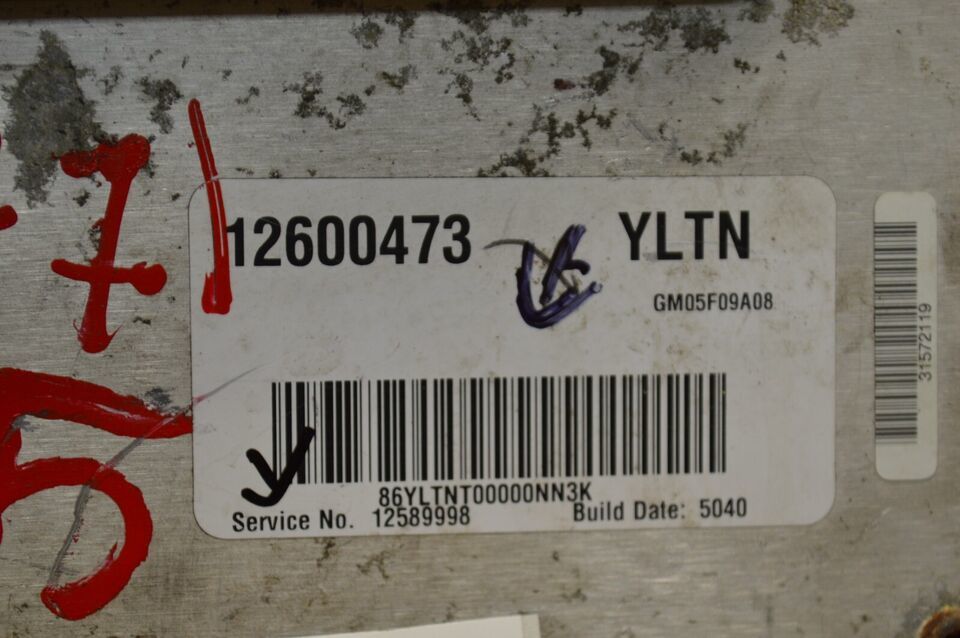 12600473 YLTN
GM05F09A08
86YLTNT00000NN3K
Service No. 12589998 Build Date: 5040
31572119